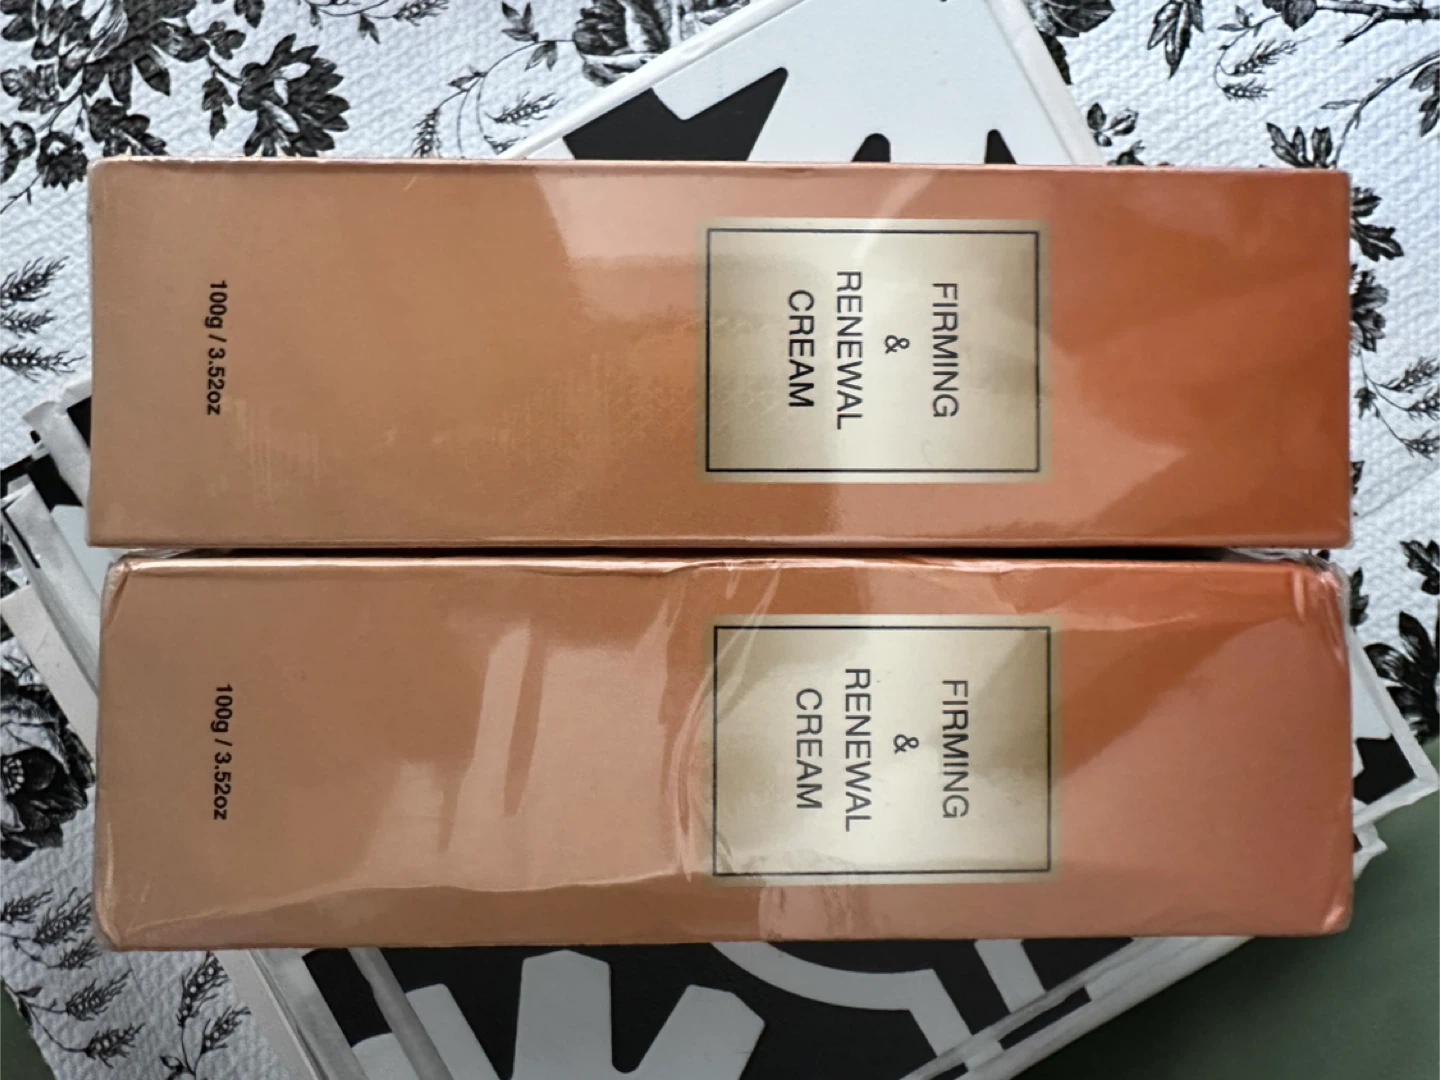 FIRMING
&
RENEWAL
CREAM
100g / 3.52oz
FIRMING
&
RENEWAL
CREAM
100g / 3.52oz